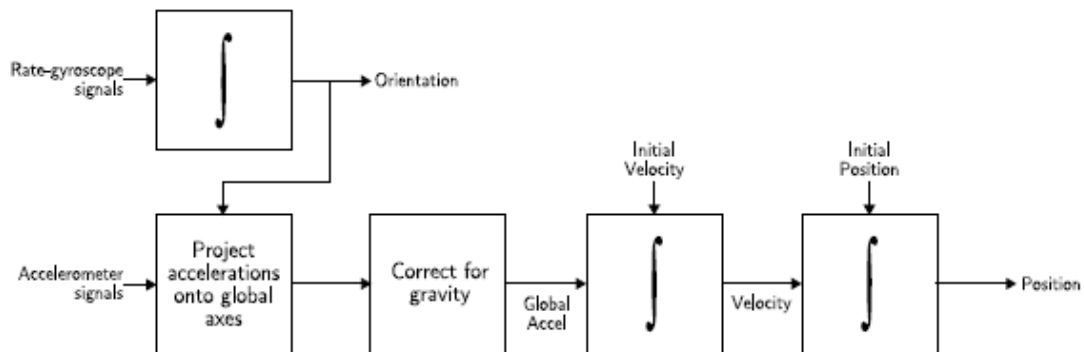 Rate-gyroscope
signals
∫
Orientation
Initial
Velocity
Initial
Position
Accelerometer
signals
Project
accelerations
onto global
axes
Correct for
gravity
Global
Accel
∫
Velocity
∫
Position